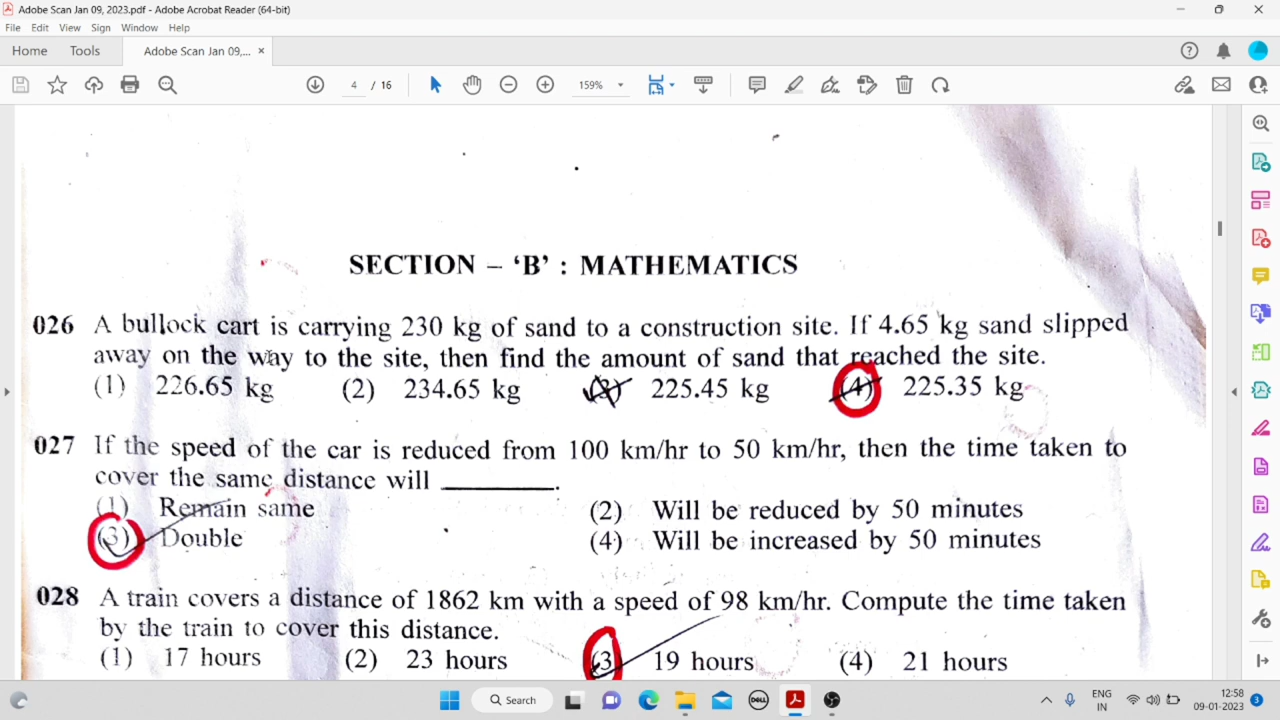 Adobe Scan Jan 09, 2023.pdf - Adobe Acrobat Reader (64-bit)
File Edit View Sign Window Help
Home Tools Adobe Scan Jan 09,... ×
4 / 16 159%
SECTION – ‘B’ : MATHEMATICS
026 A bullock cart is carrying 230 kg of sand to a construction site. If 4.65 kg sand slipped
away on the way to the site, then find the amount of sand that reached the site.
(1) 226.65 kg (2) 234.65 kg (3) 225.45 kg (4) 225.35 kg
027 If the speed of the car is reduced from 100 km/hr to 50 km/hr, then the time taken to
cover the same distance will __________.
(1) Remain same (2) Will be reduced by 50 minutes
(3) Double (4) Will be increased by 50 minutes
028 A train covers a distance of 1862 km with a speed of 98 km/hr. Compute the time taken
by the train to cover this distance.
(1) 17 hours (2) 23 hours (3) 19 hours (4) 21 hours
Search DELL ENG 12:58
IN 09-01-2023 3